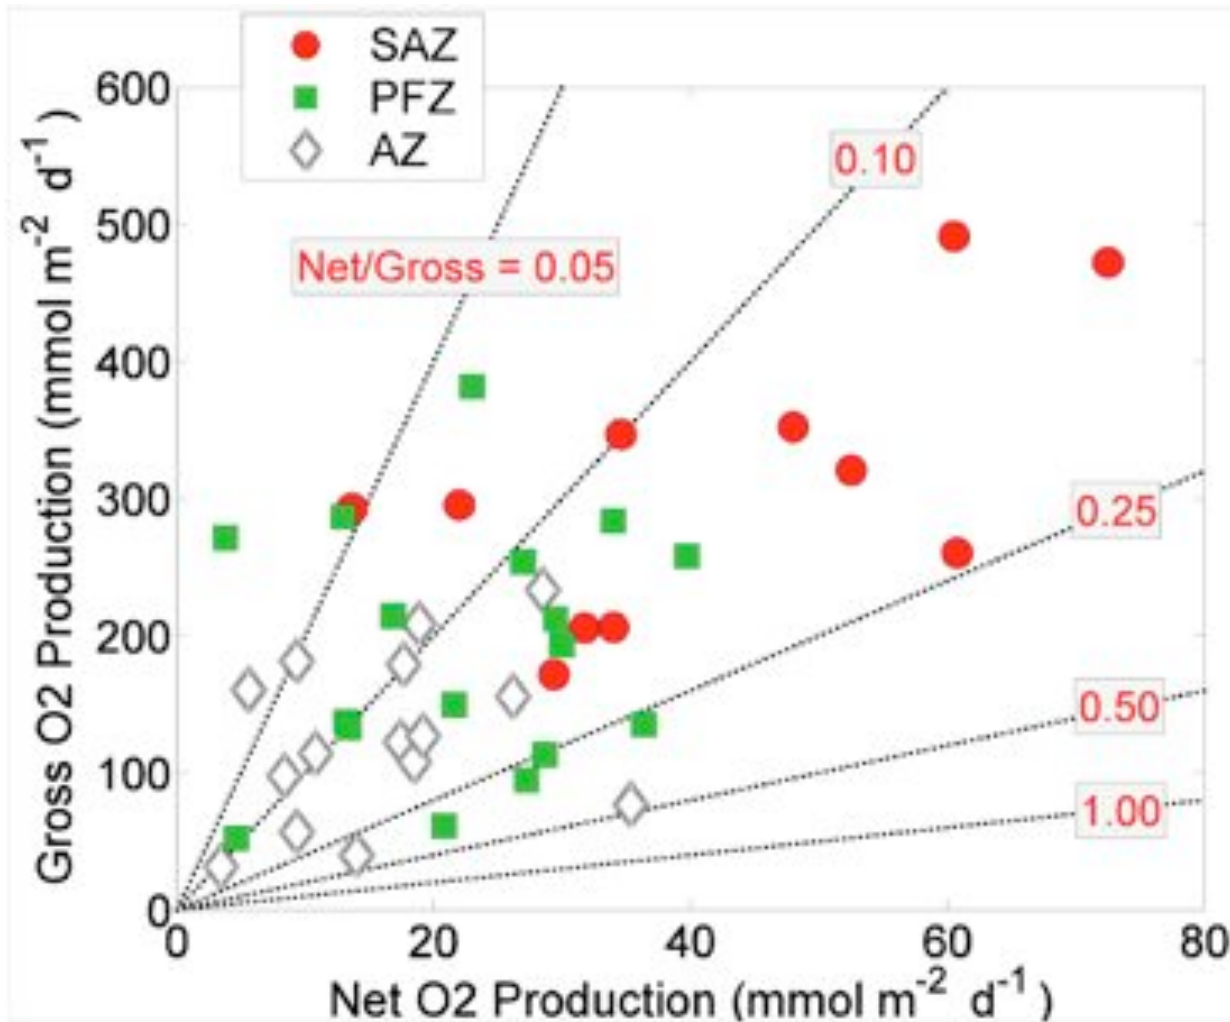 SAZ
PFZ
AZ
600
500
400
300
200
100
0
0 20 40 60 80
Net/Gross = 0.05
0.10
0.25
0.50
1.00
Gross O2 Production (mmol m⁻² d⁻¹)
Net O2 Production (mmol m⁻² d⁻¹)